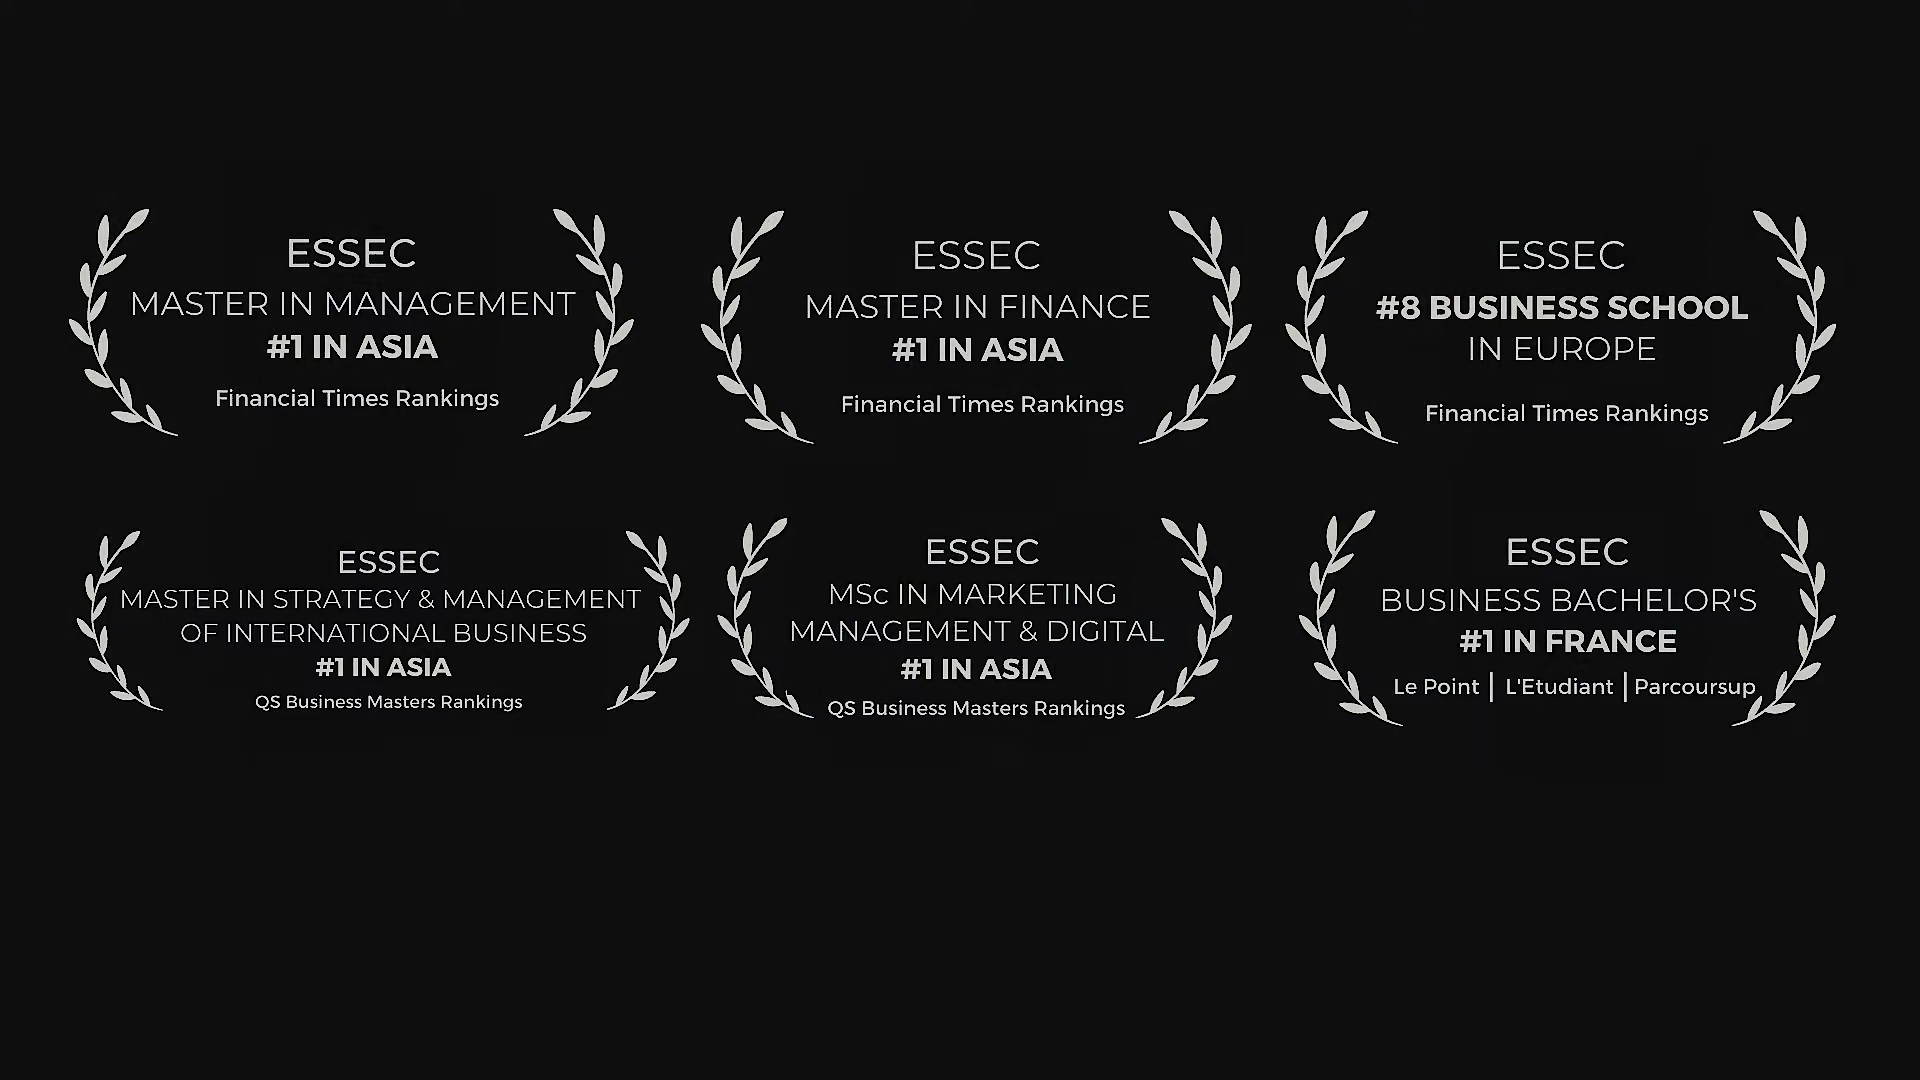 ESSEC
MASTER IN MANAGEMENT
#1 IN ASIA
Financial Times Rankings
ESSEC
MASTER IN FINANCE
#1 IN ASIA
Financial Times Rankings
ESSEC
#8 BUSINESS SCHOOL
IN EUROPE
Financial Times Rankings
ESSEC
MASTER IN STRATEGY & MANAGEMENT
OF INTERNATIONAL BUSINESS
#1 IN ASIA
QS Business Masters Rankings
ESSEC
MSc IN MARKETING
MANAGEMENT & DIGITAL
#1 IN ASIA
QS Business Masters Rankings
ESSEC
BUSINESS BACHELOR'S
#1 IN FRANCE
Le Point | L'Etudiant | Parcoursup